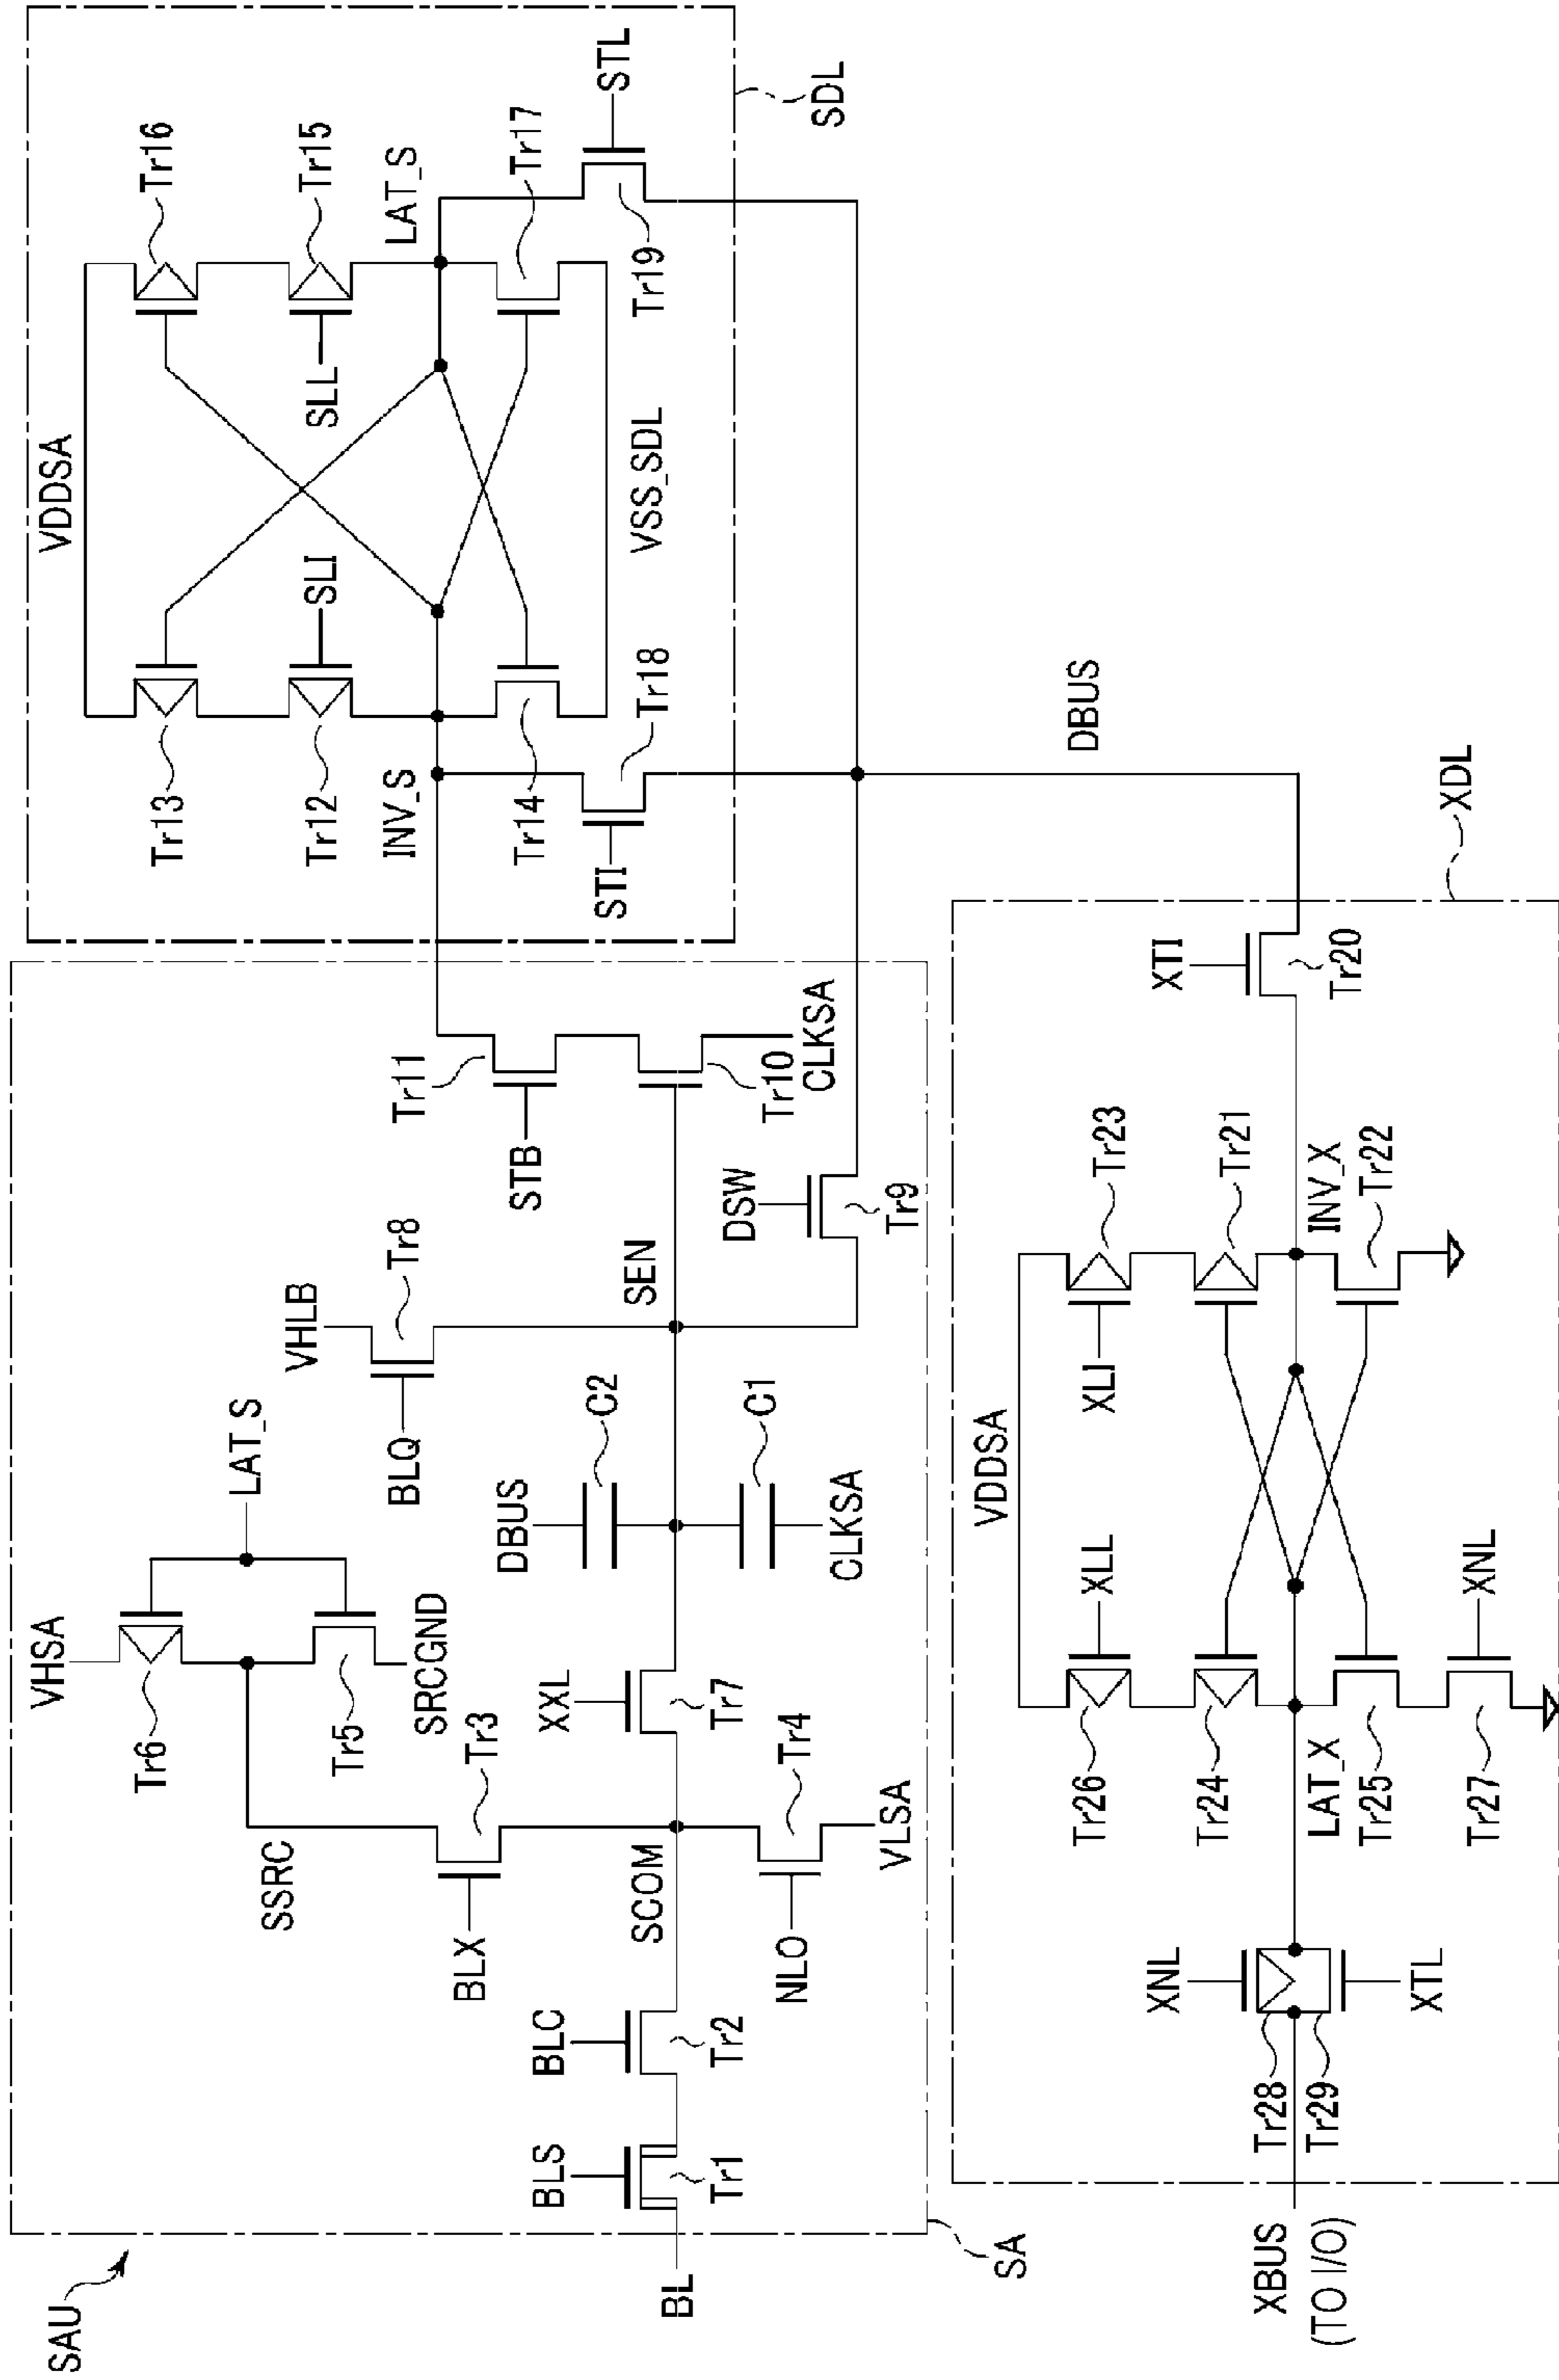 SAU
SA
BL
BLS
Tr1
BLC
Tr2
SCOM
BLX
Tr3
SSRC
NLO
Tr4
VLSA
VHSA
Tr6
Tr5
SRCGND
LAT_S
XXL
Tr7
DBUS
C2
C1
CLKSA
VHLB
BLQ
Tr8
SEN
DSW
Tr9
STB
Tr11
Tr10
CLKSA
SDL
VDDSA
Tr13
Tr16
Tr12
SLI
SLL
Tr15
INV_S
LAT_S
Tr14
Tr17
VSS_SDL
STI
Tr18
Tr19
STL
DBUS
XDL
XTI
Tr20
VDDSA
Tr26
XLL
XLI
Tr23
Tr24
Tr21
LAT_X
INV_X
Tr25
Tr22
Tr27
XNL
XNL
Tr28
Tr29
XTL
XBUS
(TO I/O)